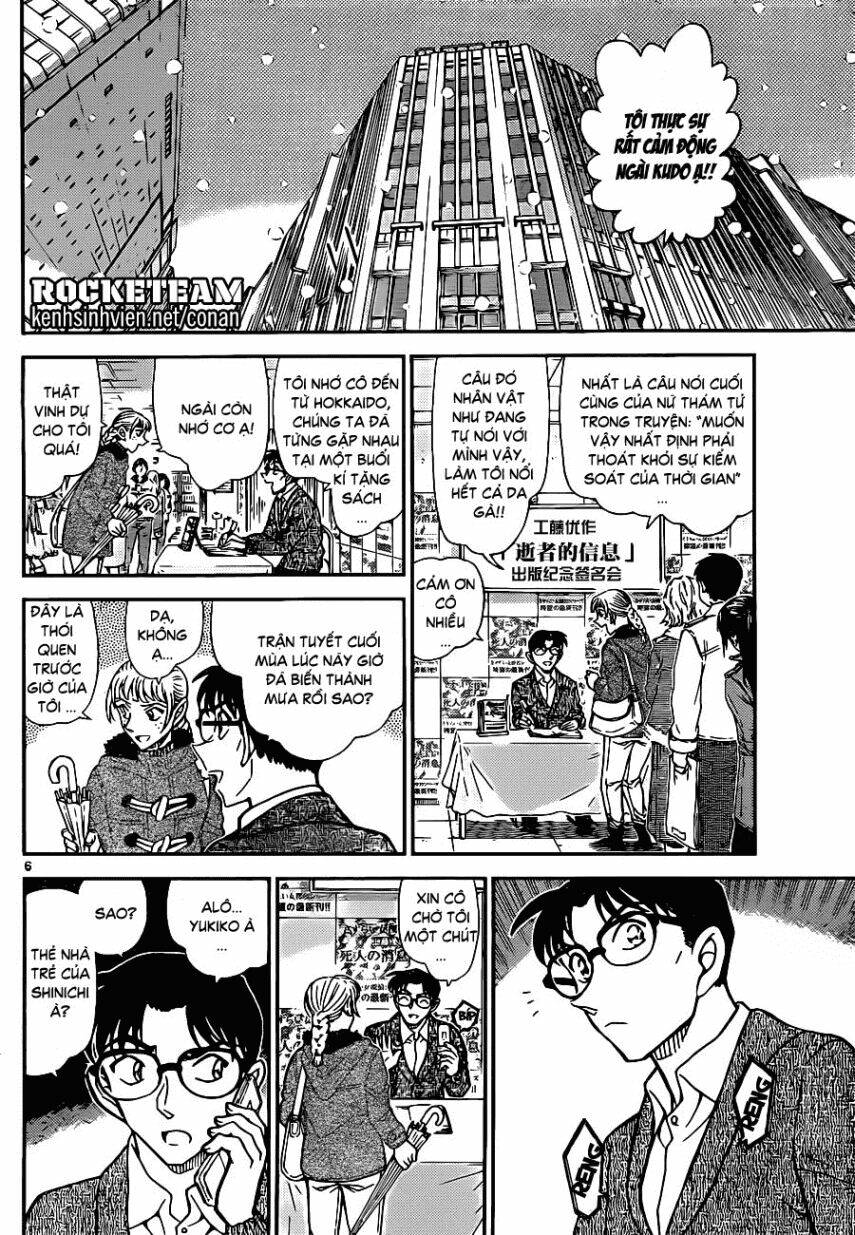 TÔI THỰC SỰ
RẤT CẢM ĐỘNG
NGÀI KUDO Ạ!!
ROCKETEAM
kenhsinhvien.net/conan
NHẤT LÀ CÂU NÓI CUỐI
CÙNG CỦA NỮ THÁM TỬ
TRONG TRUYỆN: "MUỐN
VẬY NHẤT ĐỊNH PHẢI
THOÁT KHỎI SỰ KIỂM
SOÁT CỦA THỜI GIAN"
...
CÂU ĐÓ
NHÂN VẬT
NHƯ ĐANG
TỰ NÓI VỚI
MÌNH VẬY,
LÀM TÔI NỔI
HẾT CẢ DA
GÀ!!
工藤优作
「逝者的信息」
出版纪念签名会
CẢM ƠN
CÔ
NHIỀU ...
TÔI NHỚ CÔ ĐẾN
TỪ HOKKAIDO,
CHÚNG TA ĐÃ
TỪNG GẶP NHAU
TẠI MỘT BUỔI
KÍ TẶNG
SÁCH
...
NGÀI CÒN
NHỚ CƠ Ạ!
THẬT
VINH DỰ
CHO TÔI
QUÁ!
TRẬN TUYẾT CUỐI
MÙA LÚC NÃY GIỜ
ĐÃ BIẾN THÀNH
MƯA RỒI SAO?
DẠ,
KHÔNG
Ạ...
ĐÂY LÀ
THÓI
QUEN
TRƯỚC
GIỜ CỦA
TÔI ...
6
RENG
RENG
XIN CÔ
CHỜ TÔI
MỘT CHÚT
...
死人の消息
BÍP
ALÔ...
YUKIKO À
...
SAO?
THẾ NHÀ
TRẺ CỦA
SHINICHI
À?